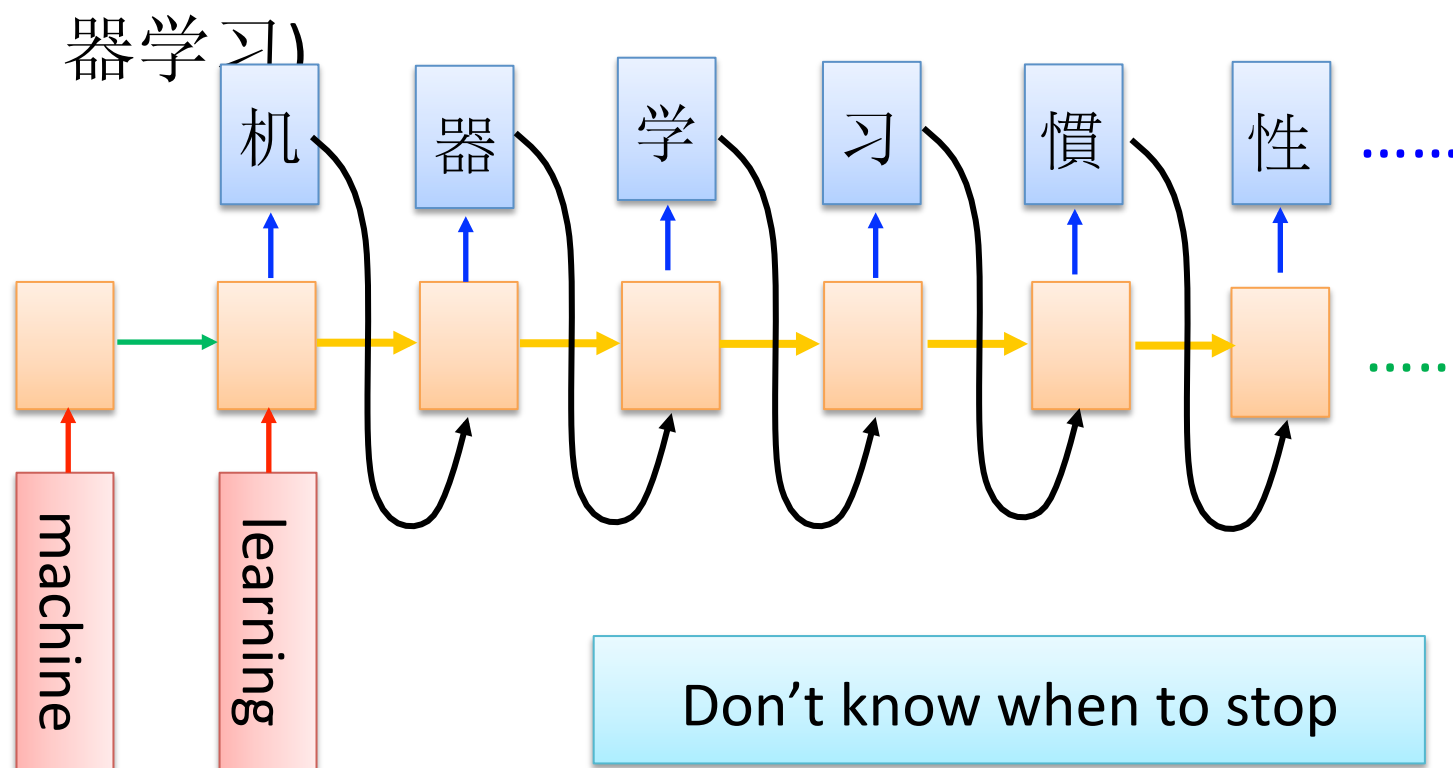 器学习)
机 器 学 习 慣 性 ……
……
machine
learning
Don’t know when to stop